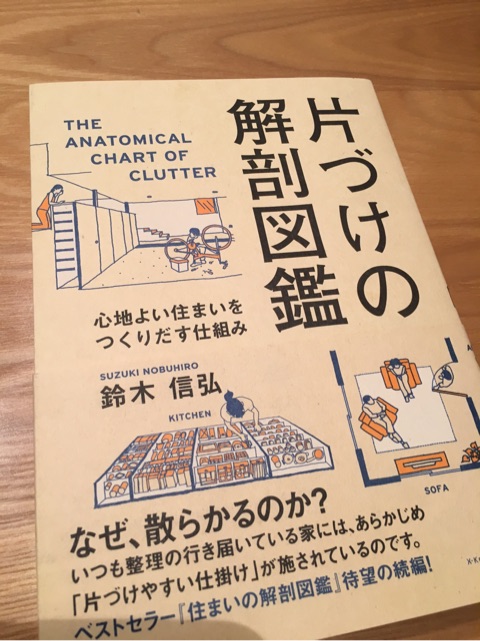 片づけの
解剖図鑑
THE
ANATOMICAL
CHART OF
CLUTTER
心地よい住まいを
つくりだす仕組み
SUZUKI NOBUHIRO
鈴木 信弘
KITCHEN
SOFA
なぜ、散らかるのか?
いつも整理の行き届いている家には、あらかじめ
「片づけやすい仕掛け」が施されているのです。
ベストセラー『住まいの解剖図鑑』待望の続編!